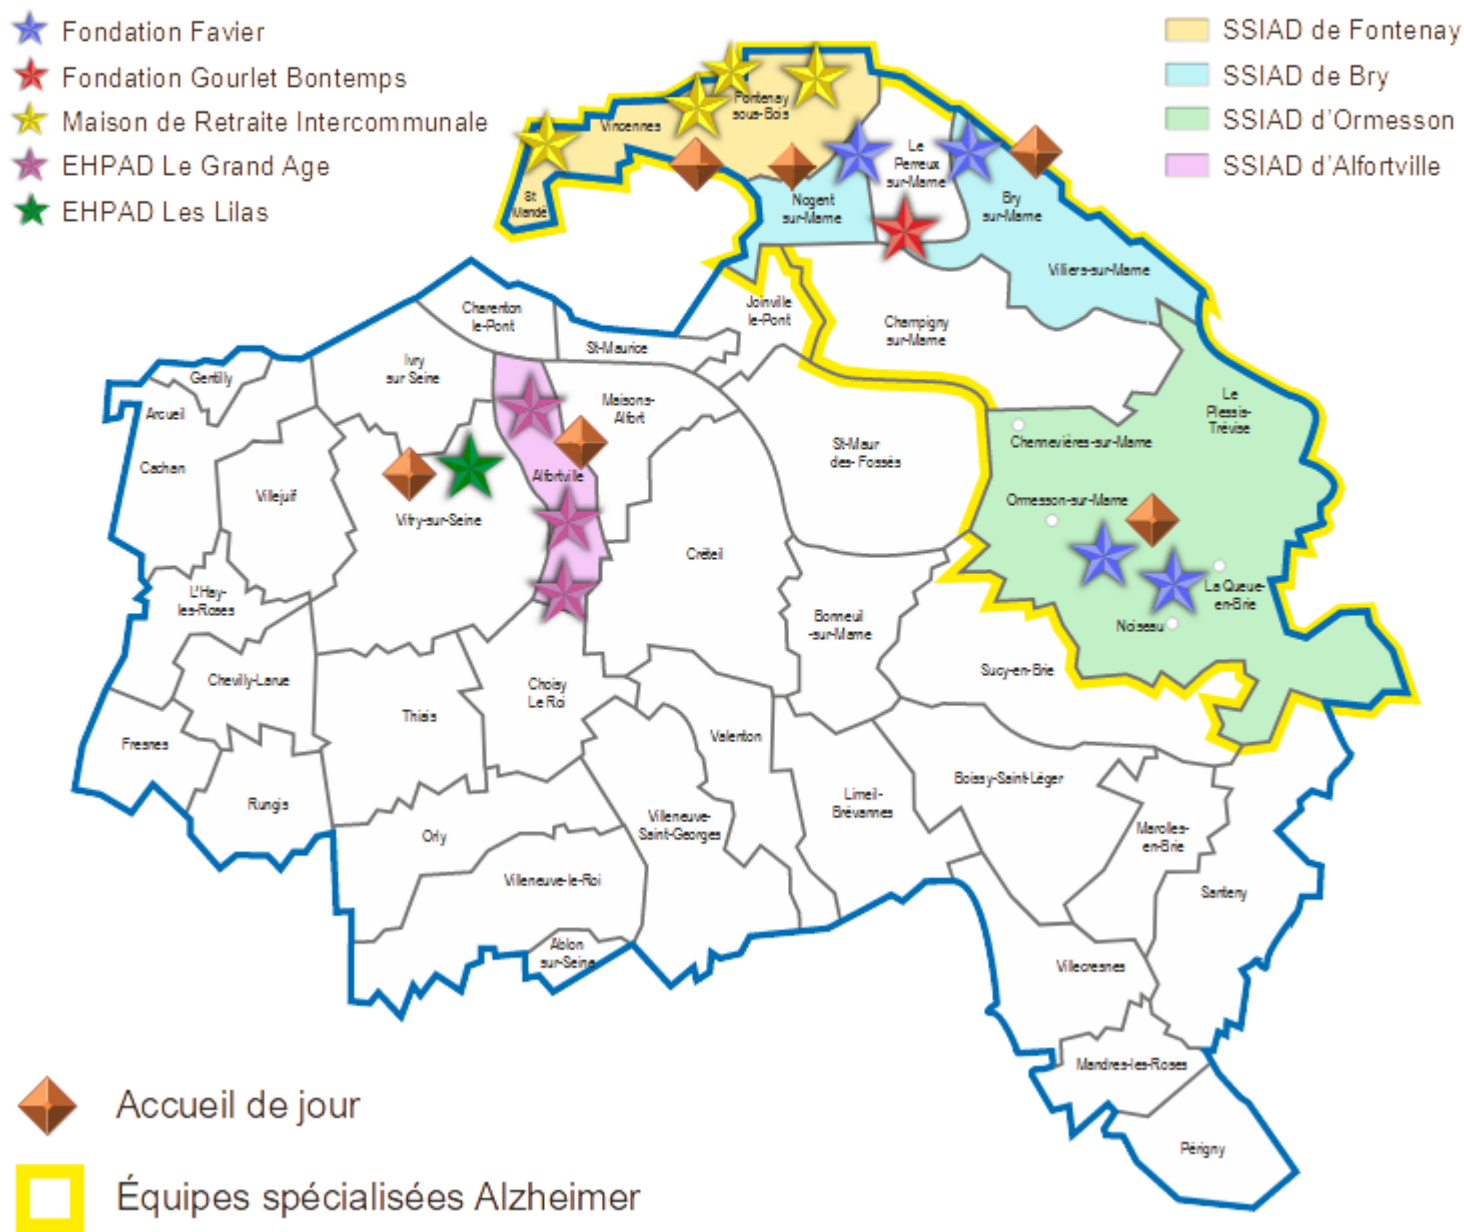 Fondation Favier
Fondation Gourlet Bontemps
Maison de Retraite Intercommunale
EHPAD Le Grand Age
EHPAD Les Lilas
SSIAD de Fontenay
SSIAD de Bry
SSIAD d'Ormesson
SSIAD d'Alfortville
Fontenay
sous-Bois
Vincennes
St
Mandé
Le
Perreux
sur-Marne
Nogent
sur-Marne
Bry
sur-Marne
Villiers-sur-Marne
Joinville
le-Pont
Champigny
sur-Marne
Charenton
le-Pont
St-Maurice
Ivry
sur Seine
Gentilly
Arcueil
Cachan
Villejuif
Maisons-
Alfort
Alfortville
Vitry-sur-Seine
St-Maur
des- Fossés
Le
Plessis-
Trévise
Chennevières-sur-Marne
Ormesson-sur-Marne
La Queue-
en-Brie
Noiseau
Créteil
L'Hay-
les-Roses
Bonneuil
-sur-Marne
Sucy-en-Brie
Chevilly-Larue
Choisy
Le Roi
Thiais
Fresnes
Valenton
Rungis
Boissy-Saint-Léger
Limeil-
Brévannes
Villeneuve-
Saint-Georges
Orly
Marolles-
en-Brie
Villeneuve-le-Roi
Santeny
Ablon
sur-Seine
Villecresnes
Mandres-les-Roses
Périgny
Accueil de jour
Équipes spécialisées Alzheimer